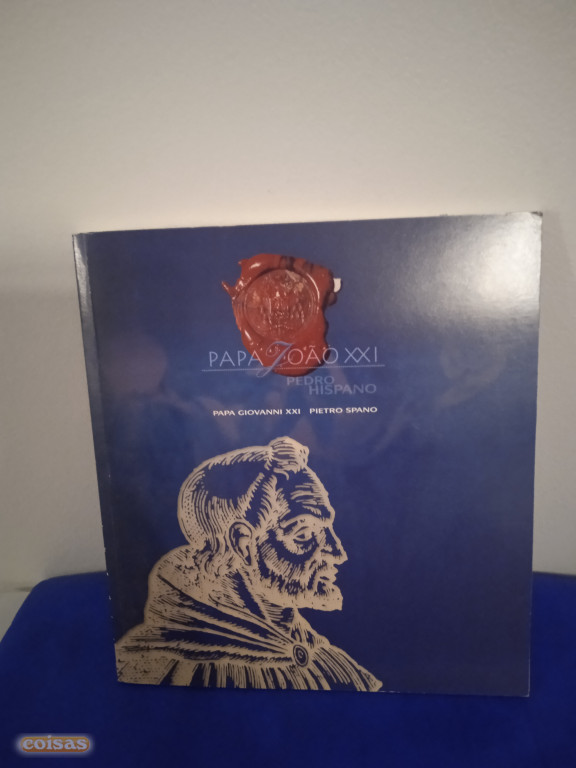 PAPA JOÃO XXI
PEDRO
HISPANO
PAPA GIOVANNI XXI PIETRO SPANO
coisas